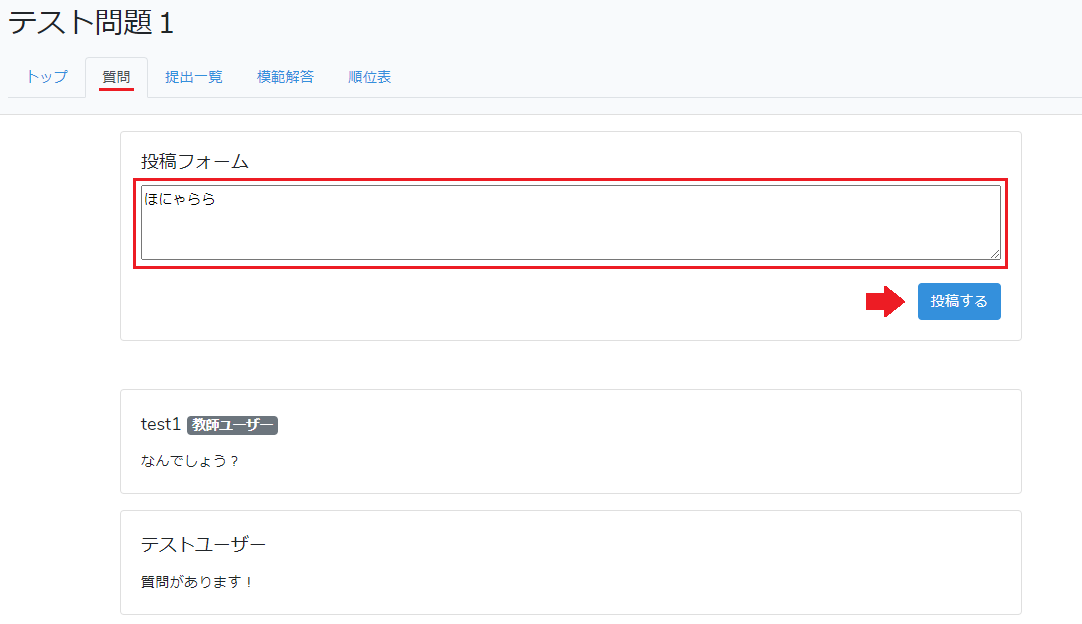 テスト問題１
トップ 質問 提出一覧 模範解答 順位表
投稿フォーム
ほにゃらら
投稿する
test1 教師ユーザー
なんでしょう？
テストユーザー
質問があります！